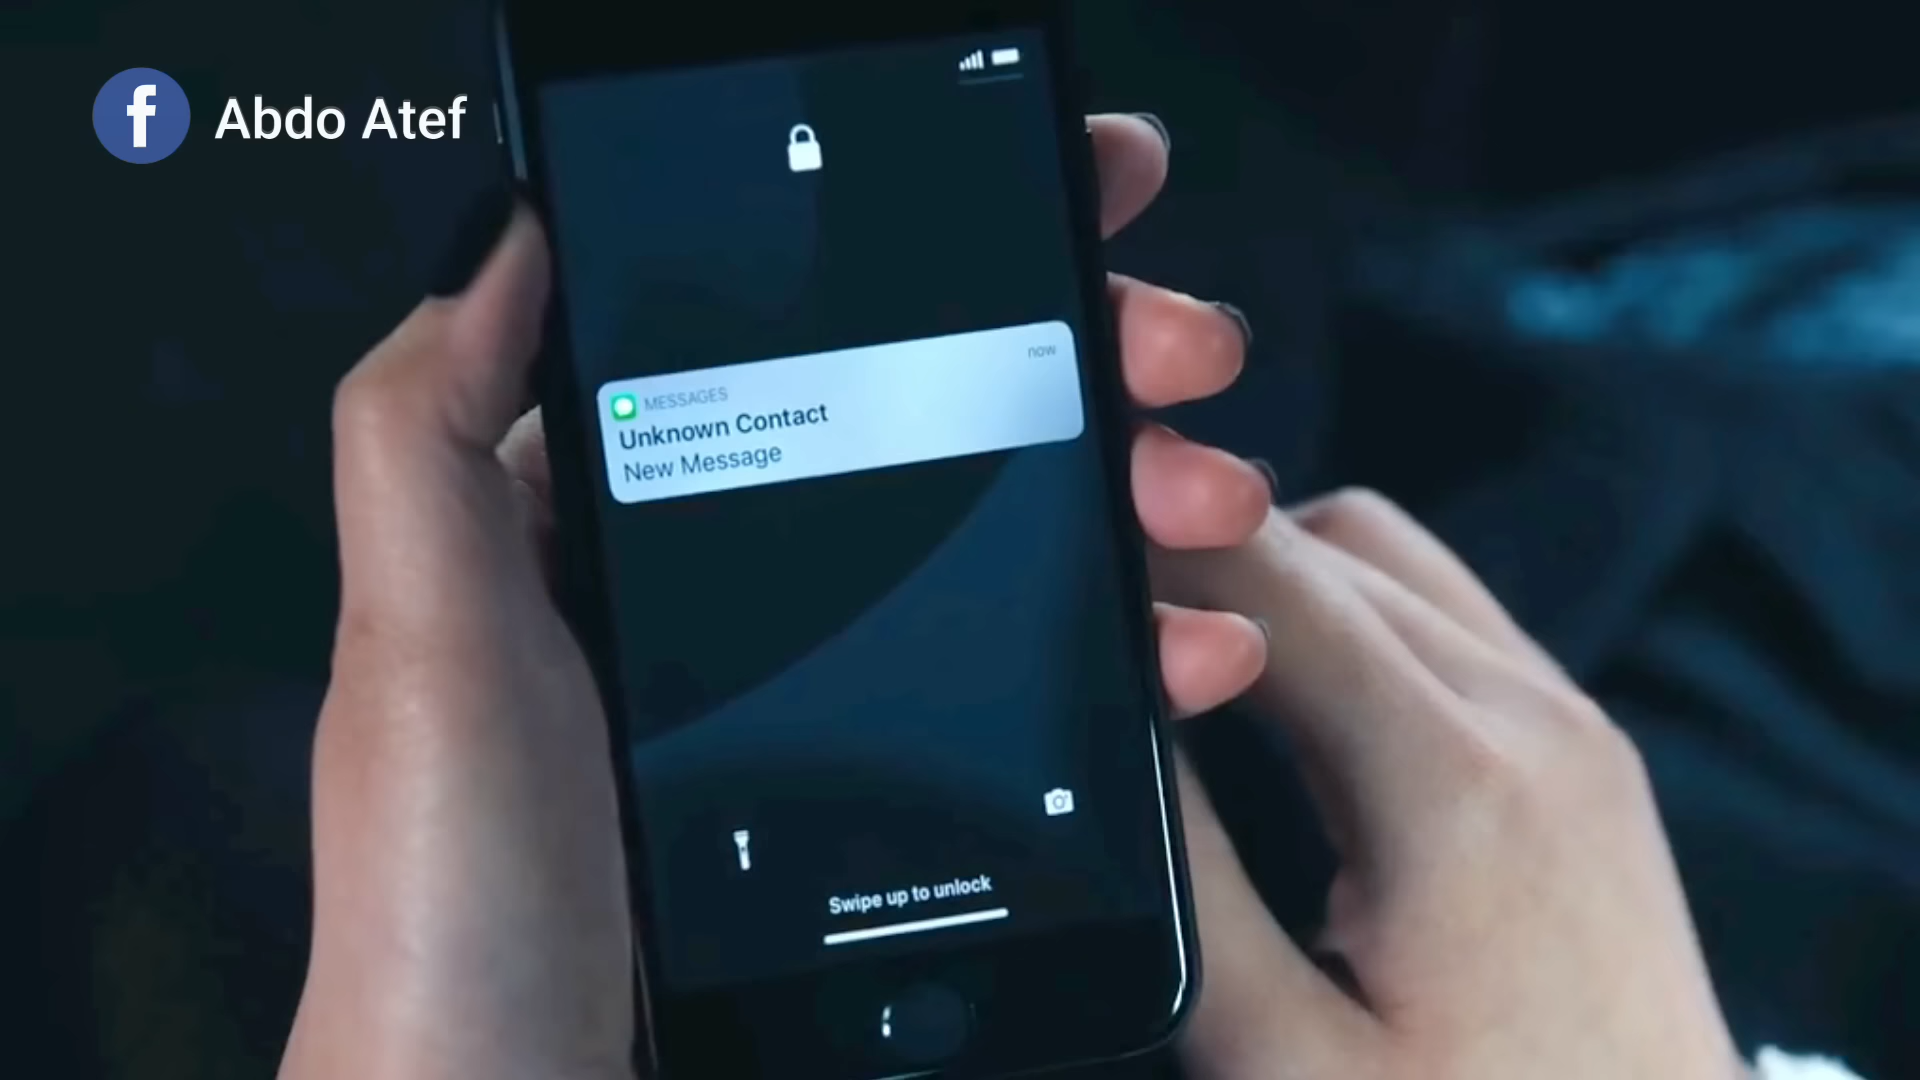 Abdo Atef
MESSAGES
now
Unknown Contact
New Message
Swipe up to unlock